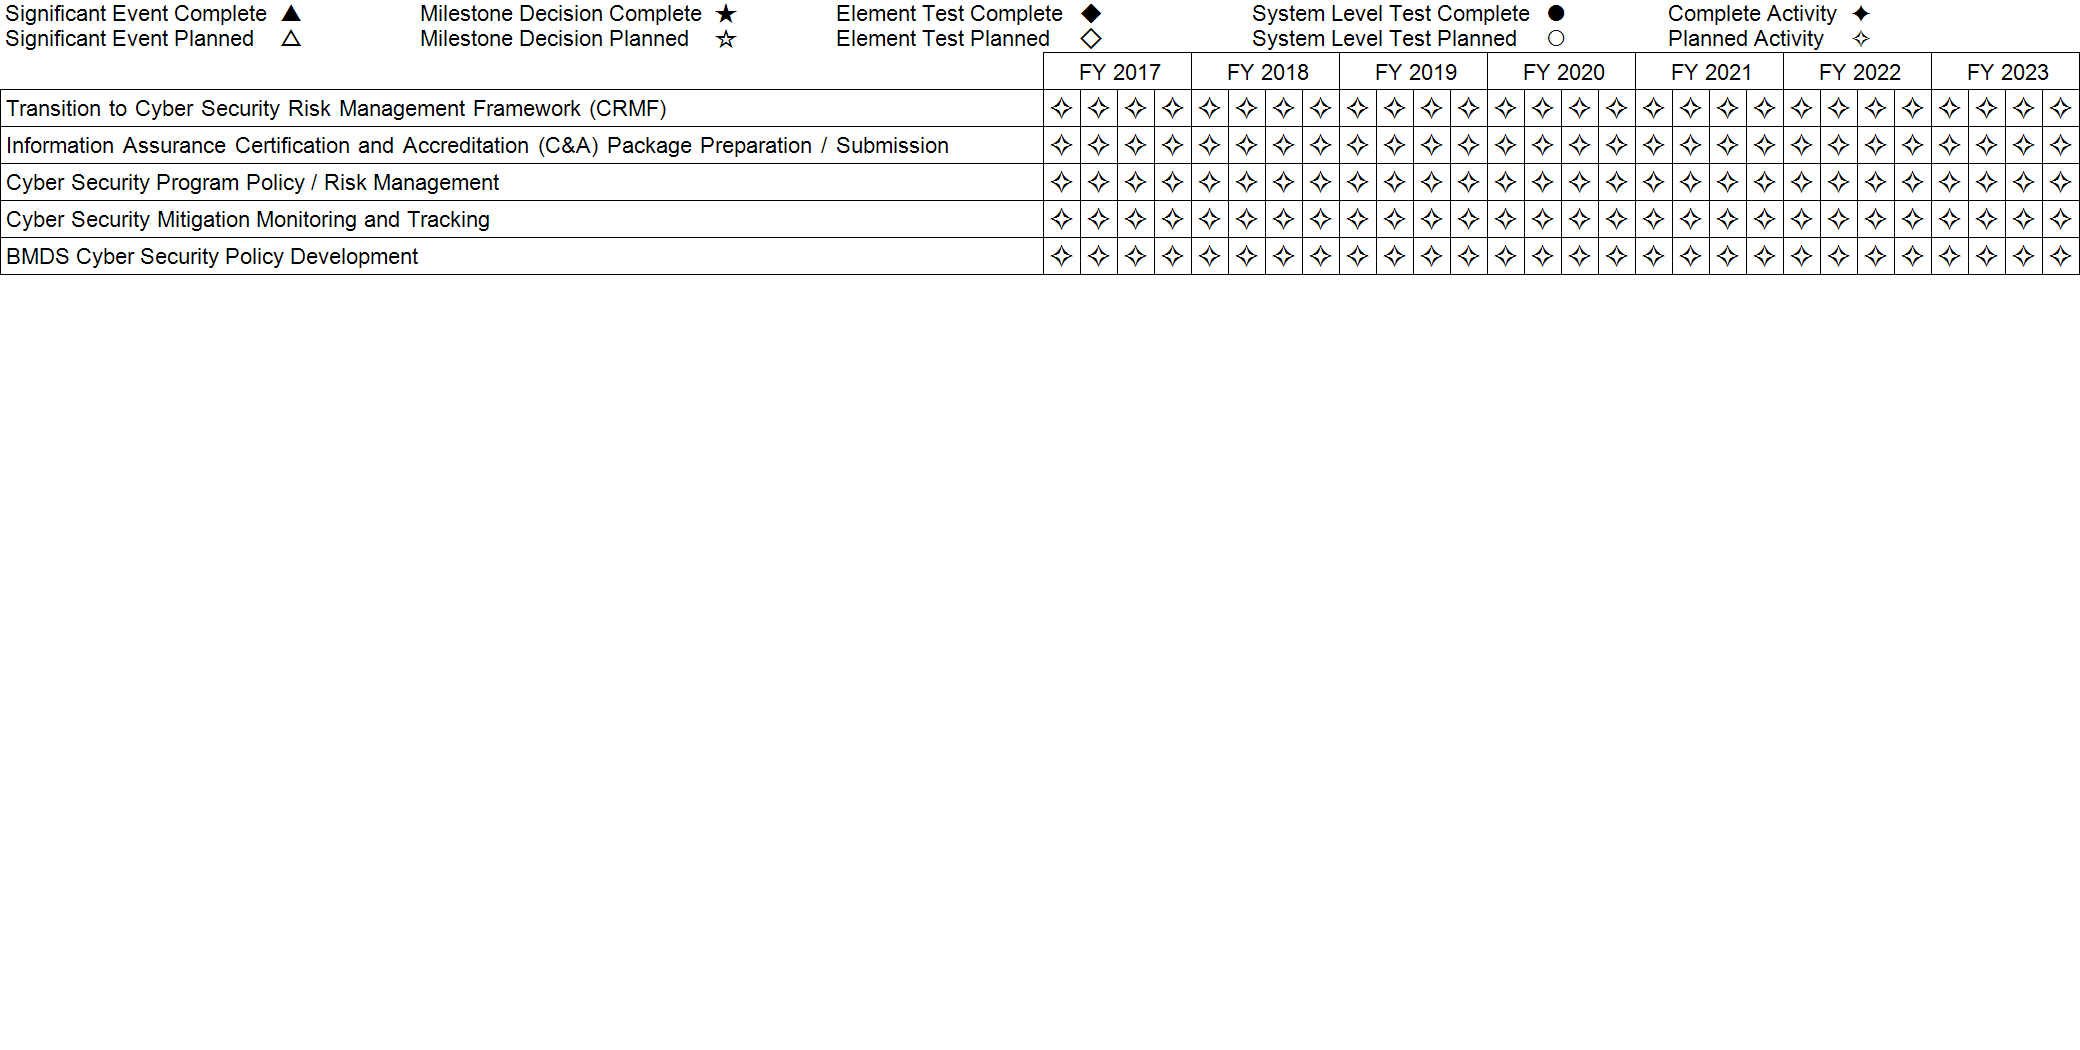 Significant Event Complete ▲ Milestone Decision Complete ★ Element Test Complete ◆ System Level Test Complete ● Complete Activity ✦
Significant Event Planned △ Milestone Decision Planned ☆ Element Test Planned ◇ System Level Test Planned ○ Planned Activity ✧
FY 2017 FY 2018 FY 2019 FY 2020 FY 2021 FY 2022 FY 2023
Transition to Cyber Security Risk Management Framework (CRMF) ✧ ✧ ✧ ✧ ✧ ✧ ✧ ✧ ✧ ✧ ✧ ✧ ✧ ✧ ✧ ✧ ✧ ✧ ✧ ✧ ✧ ✧ ✧ ✧ ✧ ✧ ✧ ✧
Information Assurance Certification and Accreditation (C&A) Package Preparation / Submission ✧ ✧ ✧ ✧ ✧ ✧ ✧ ✧ ✧ ✧ ✧ ✧ ✧ ✧ ✧ ✧ ✧ ✧ ✧ ✧ ✧ ✧ ✧ ✧ ✧ ✧ ✧ ✧
Cyber Security Program Policy / Risk Management ✧ ✧ ✧ ✧ ✧ ✧ ✧ ✧ ✧ ✧ ✧ ✧ ✧ ✧ ✧ ✧ ✧ ✧ ✧ ✧ ✧ ✧ ✧ ✧ ✧ ✧ ✧ ✧
Cyber Security Mitigation Monitoring and Tracking ✧ ✧ ✧ ✧ ✧ ✧ ✧ ✧ ✧ ✧ ✧ ✧ ✧ ✧ ✧ ✧ ✧ ✧ ✧ ✧ ✧ ✧ ✧ ✧ ✧ ✧ ✧ ✧
BMDS Cyber Security Policy Development ✧ ✧ ✧ ✧ ✧ ✧ ✧ ✧ ✧ ✧ ✧ ✧ ✧ ✧ ✧ ✧ ✧ ✧ ✧ ✧ ✧ ✧ ✧ ✧ ✧ ✧ ✧ ✧